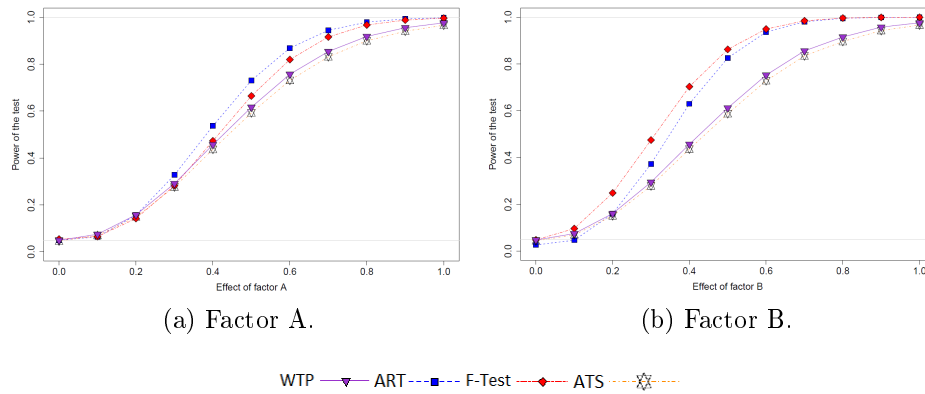 Power of the test
0.0 0.2 0.4 0.6 0.8 1.0
0.0 0.2 0.4 0.6 0.8 1.0
Effect of factor A
(a) Factor A.
Power of the test
0.0 0.2 0.4 0.6 0.8 1.0
0.0 0.2 0.4 0.6 0.8 1.0
Effect of factor B
(b) Factor B.
WTP ART F-Test ATS